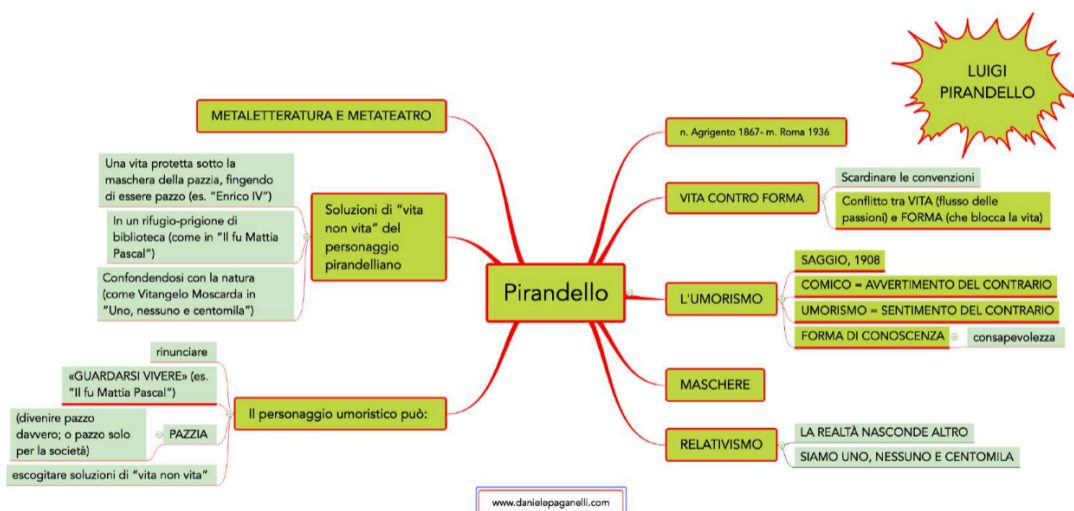 LUIGI
PIRANDELLO
METALETTERATURA E METATEATRO
Una vita protetta sotto la
maschera della pazzia, fingendo
di essere pazzo (es. "Enrico IV")
In un rifugio-prigione di
biblioteca (come in "Il fu Mattia
Pascal")
Confondendosi con la natura
(come Vitangelo Moscarda in
"Uno, nessuno e centomila")
Soluzioni di "vita
non vita" del
personaggio
pirandelliano
rinunciare
«GUARDARSI VIVERE» (es.
"Il fu Mattia Pascal")
(divenire pazzo
davvero; o pazzo solo
per la società)
PAZZIA
escogitare soluzioni di "vita non vita"
Il personaggio umoristico può:
Pirandello
n. Agrigento 1867- m. Roma 1936
VITA CONTRO FORMA
Scardinare le convenzioni
Conflitto tra VITA (flusso delle
passioni) e FORMA (che blocca la vita)
L'UMORISMO
SAGGIO, 1908
COMICO = AVVERTIMENTO DEL CONTRARIO
UMORISMO = SENTIMENTO DEL CONTRARIO
FORMA DI CONOSCENZA
consapevolezza
MASCHERE
RELATIVISMO
LA REALTÀ NASCONDE ALTRO
SIAMO UNO, NESSUNO E CENTOMILA
www.danielepaganelli.com